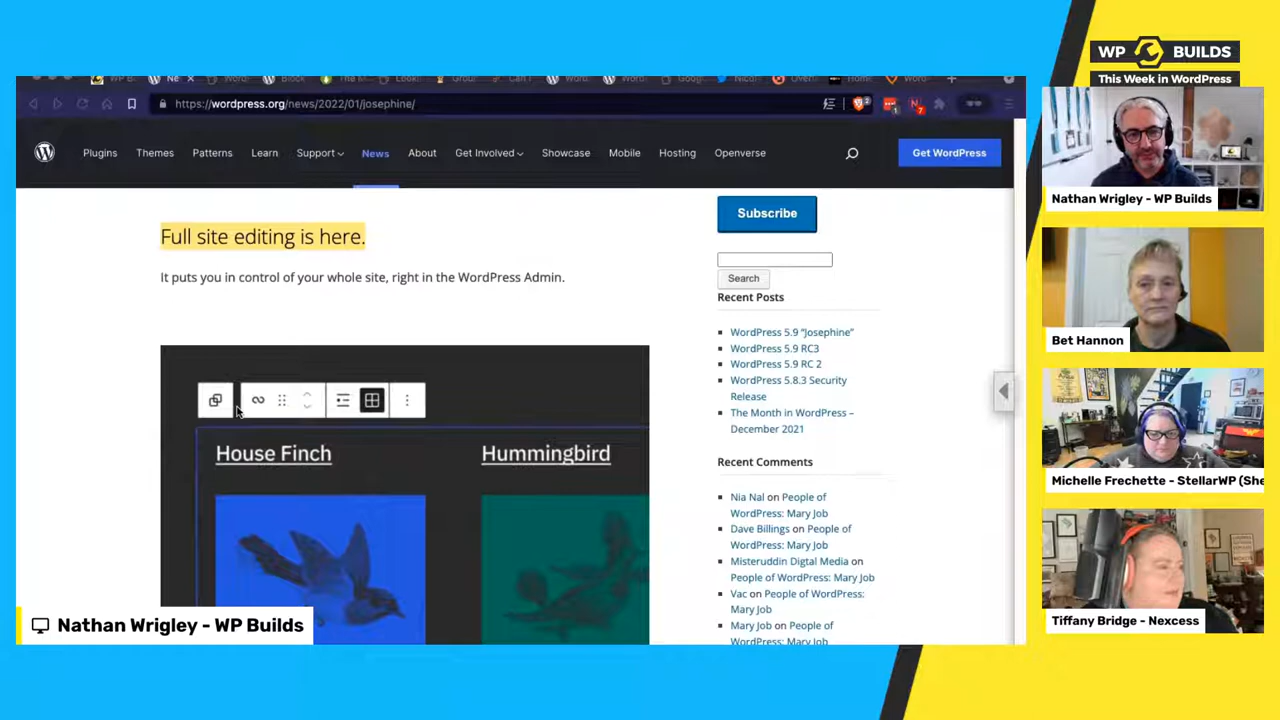 WP BUILDS
This Week in WordPress
https://wordpress.org/news/2022/01/josephine/
Plugins Themes Patterns Learn Support News About Get Involved Showcase Mobile Hosting Openverse Get WordPress
Full site editing is here.
It puts you in control of your whole site, right in the WordPress Admin.
House Finch
Hummingbird
Subscribe
Search
Recent Posts
WordPress 5.9 “Josephine”
WordPress 5.9 RC3
WordPress 5.9 RC 2
WordPress 5.8.3 Security
Release
The Month in WordPress –
December 2021
Recent Comments
Nia Nal on People of
WordPress: Mary Job
Dave Billings on People of
WordPress: Mary Job
Misteruddin Digtal Media on
People of WordPress: Mary Job
Vac on People of WordPress:
Mary Job
Mary Job on People of
WordPress: Mary Job
Nathan Wrigley - WP Builds
Nathan Wrigley - WP Builds
Bet Hannon
Michelle Frechette - StellarWP (She
Tiffany Bridge - Nexcess